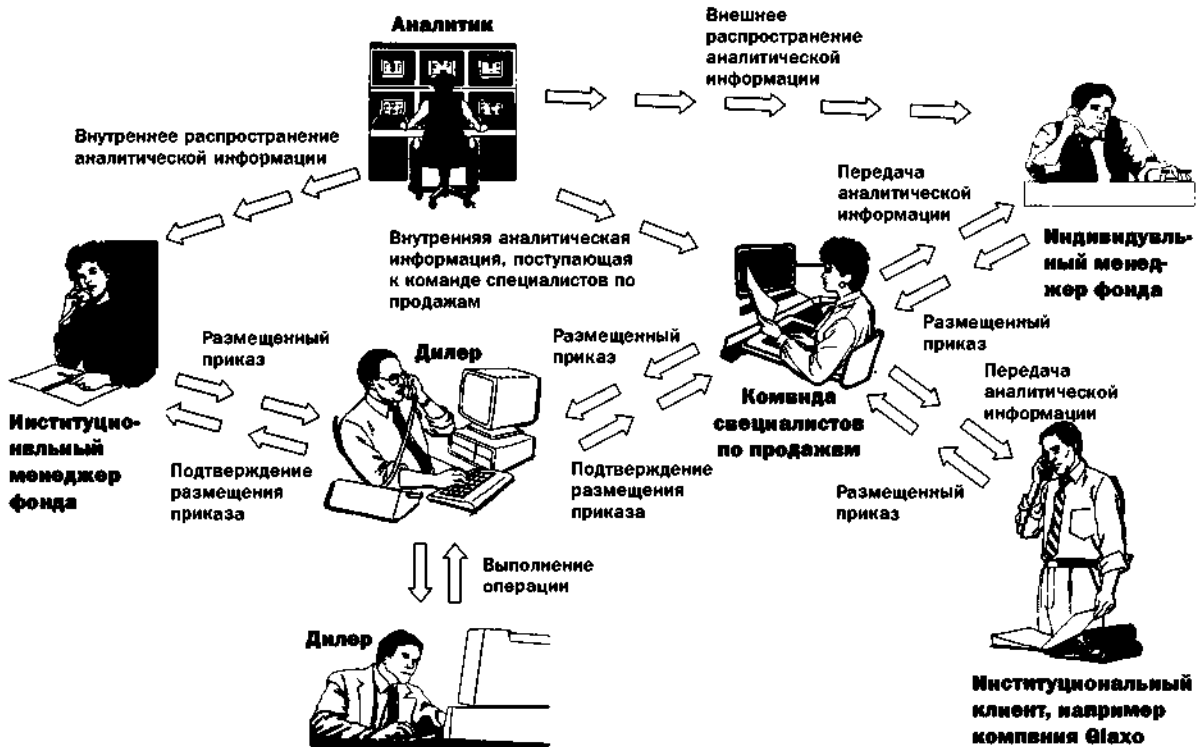 Аналитик
Внешнее
распространение
аналитической
информации
Внутреннее распространение
аналитической информации
Передача
аналитической
информации
Внутренняя аналитическая
информация, поступающая
к команде специалистов по
продажам
Индивидуаль-
ный менед-
жер фонда
Размещенный
приказ
Дилер
Размещенный
приказ
Размещенный
приказ
Передача
аналитической
информации
Институцио-
нальный
менеджер
фонда
Команда
специалистов
по продажам
Подтверждение
размещения
приказа
Подтверждение
размещения
приказа
Размещенный
приказ
Выполнение
операции
Дилер
Институциональный
клиент, например
компания Glaxo